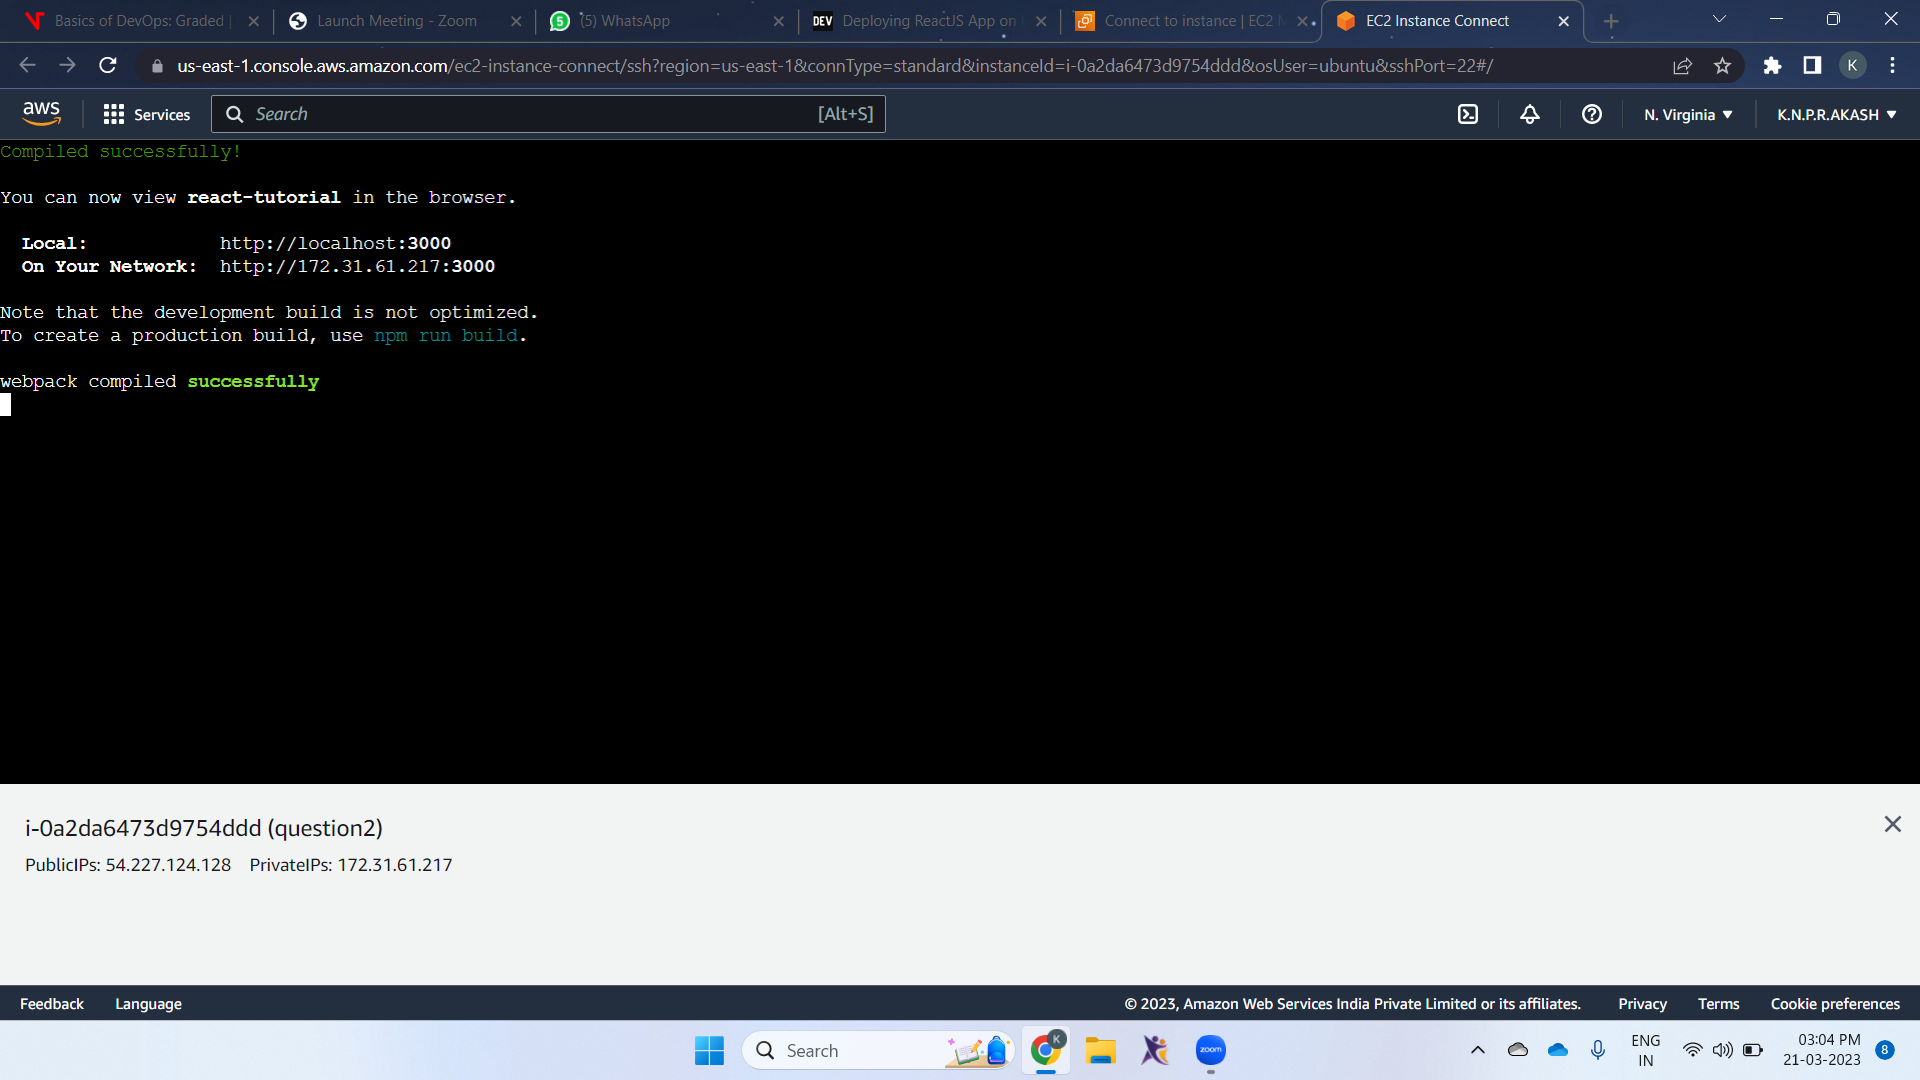 Basics of DevOps: Graded
Launch Meeting - Zoom
(5) WhatsApp
DEV
Deploying ReactJS App on
Connect to instance | EC2 M
EC2 Instance Connect
us-east-1.console.aws.amazon.com/ec2-instance-connect/ssh?region=us-east-1&connType=standard&instanceId=i-0a2da6473d9754ddd&osUser=ubuntu&sshPort=22#/
K
aws
Services
Search
[Alt+S]
N. Virginia
K.N.P.R.AKASH
Compiled successfully!
You can now view react-tutorial in the browser.
Local: http://localhost:3000
On Your Network: http://172.31.61.217:3000
Note that the development build is not optimized.
To create a production build, use npm run build.
webpack compiled successfully
i-0a2da6473d9754ddd (question2)
PublicIPs: 54.227.124.128 PrivateIPs: 172.31.61.217
Feedback
Language
© 2023, Amazon Web Services India Private Limited or its affiliates.
Privacy
Terms
Cookie preferences
Search
K
zoom
ENG
IN
03:04 PM
21-03-2023
8